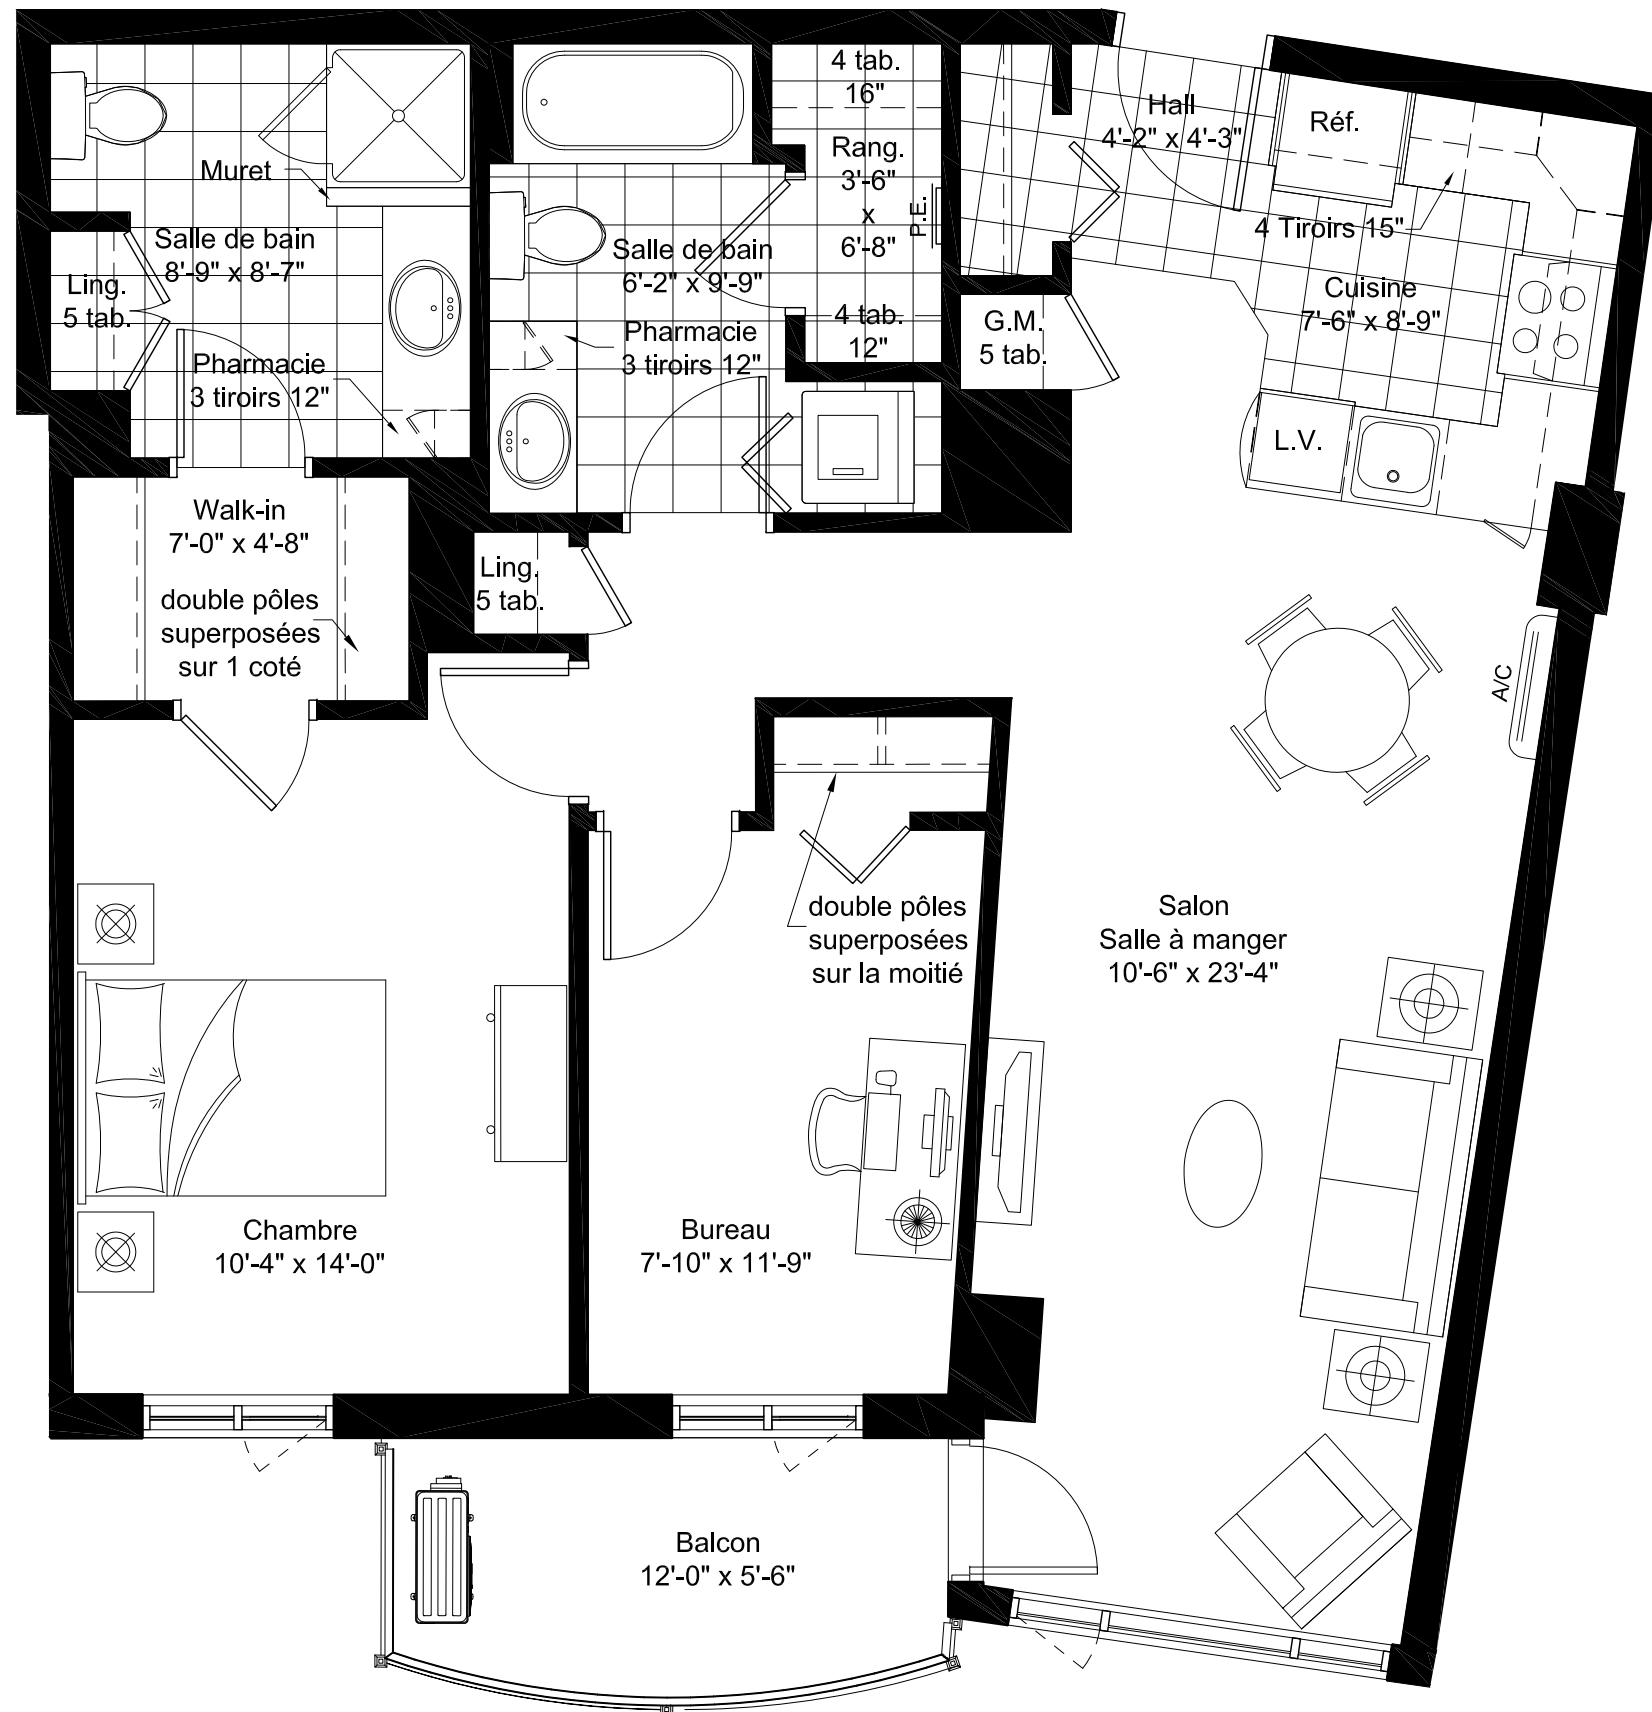 4 tab.
16"
Hall
4'-2" x 4'-3"
Réf.
Muret
Rang.
3'-6"
x
6'-8"
P.E.
4 Tiroirs 15"
Salle de bain
8'-9" x 8'-7"
Salle de bain
6'-2" x 9'-9"
Ling.
5 tab.
Cuisine
7'-6" x 8'-9"
4 tab.
12"
G.M.
5 tab.
Pharmacie
3 tiroirs 12"
Pharmacie
3 tiroirs 12"
L.V.
Walk-in
7'-0" x 4'-8"
double pôles
superposées
sur 1 coté
Ling.
5 tab.
A/C
double pôles
superposées
sur la moitié
Salon
Salle à manger
10'-6" x 23'-4"
Chambre
10'-4" x 14'-0"
Bureau
7'-10" x 11'-9"
Balcon
12'-0" x 5'-6"